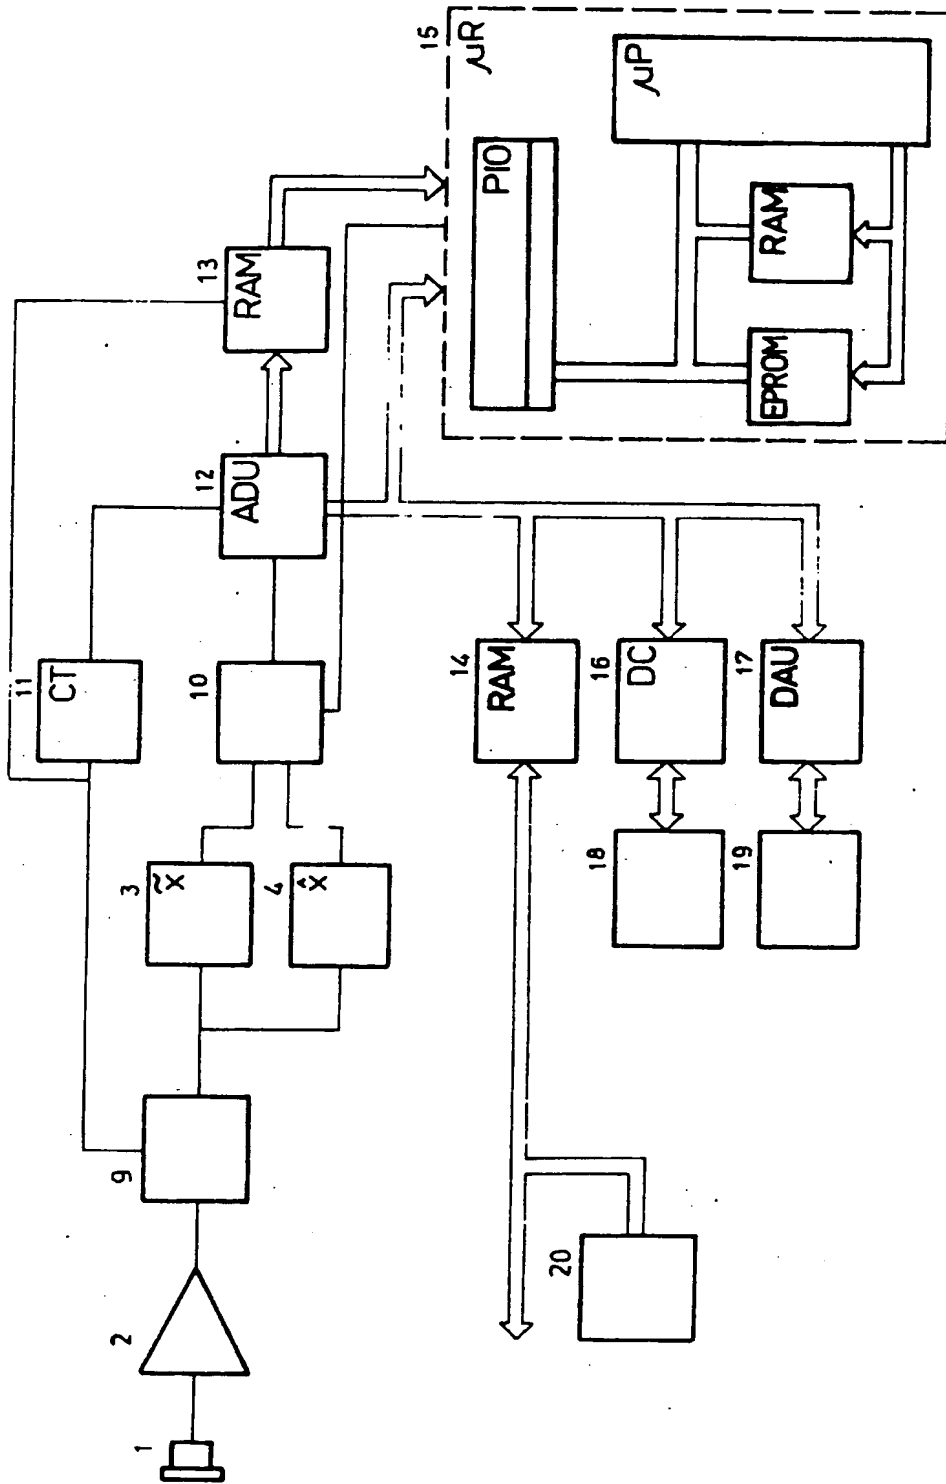 1
2
9
3
x̃
4
x̂
10
11
CT
12
ADU
13
RAM
14
RAM
16
DC
17
DAU
18
19
20
15
μR
PIO
μP
RAM
EPROM